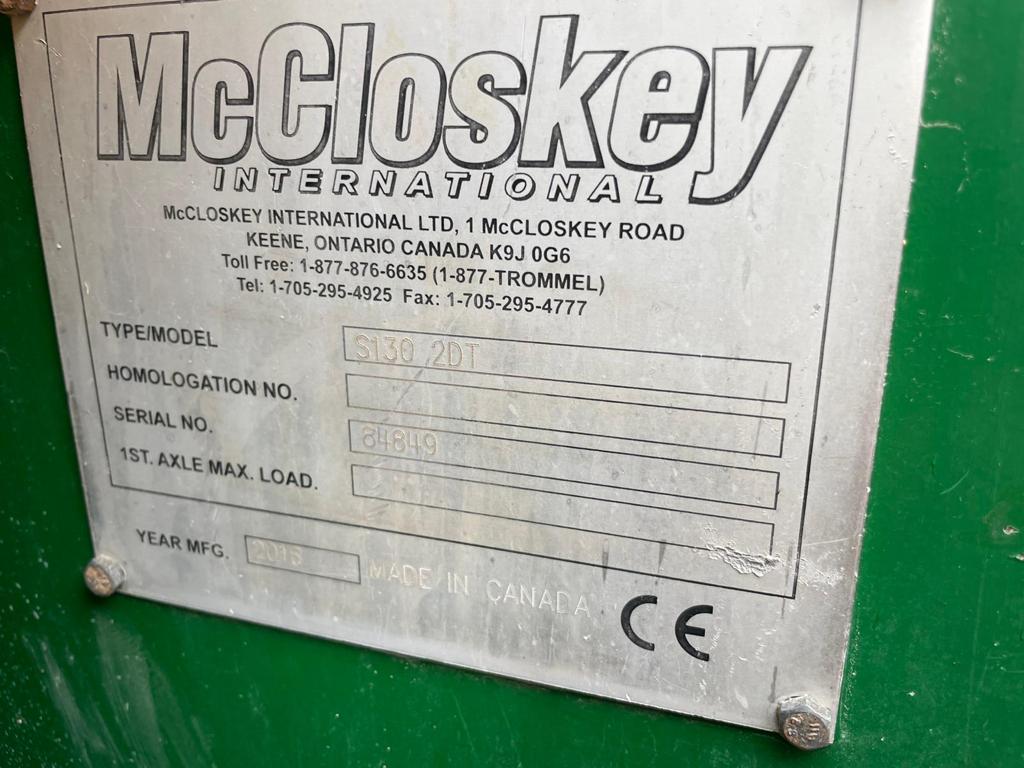 McCloskey
INTERNATIONAL
McCLOSKEY INTERNATIONAL LTD, 1 McCLOSKEY ROAD
KEENE, ONTARIO CANADA K9J 0G6
Toll Free: 1-877-876-6635 (1-877-TROMMEL)
Tel: 1-705-295-4925 Fax: 1-705-295-4777
TYPE/MODEL S130 2DT
HOMOLOGATION NO.
SERIAL NO. 84849
1ST. AXLE MAX. LOAD.
YEAR MFG. MADE IN CANADA CE